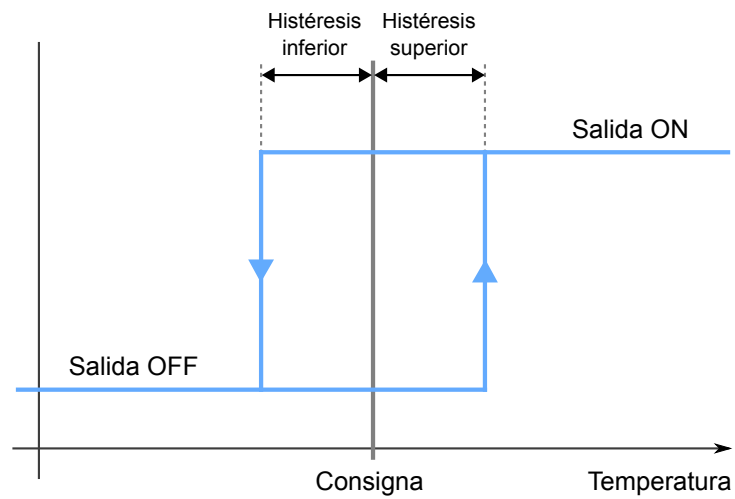 Histéresis
inferior
Histéresis
superior
Salida ON
Salida OFF
Consigna
Temperatura